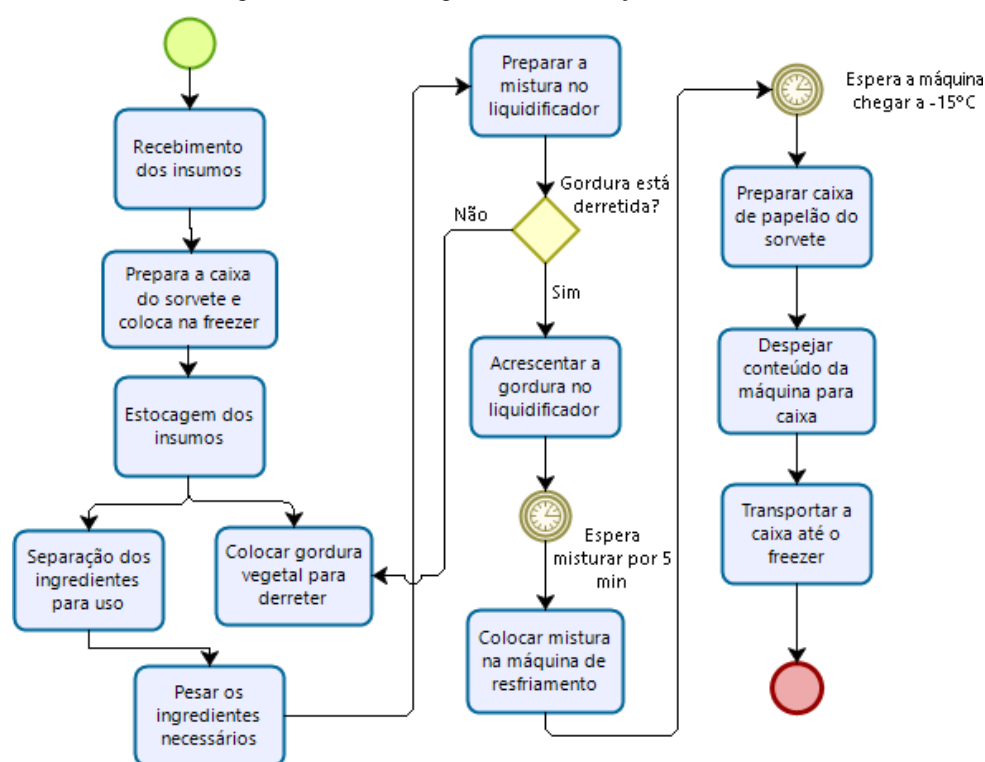 Recebimento
dos insumos
Prepara a caixa
do sorvete e
coloca na freezer
Estocagem dos
insumos
Separação dos
ingredientes
para uso
Colocar gordura
vegetal para
derreter
Pesar os
ingredientes
necessários
Preparar a
mistura no
liquidificador
Gordura está
derretida?
Não
Sim
Acrescentar a
gordura no
liquidificador
Espera
misturar por 5
min
Colocar mistura
na máquina de
resfriamento
Espera a máquina
chegar a -15ºC
Preparar caixa
de papelão do
sorvete
Despejar
conteúdo da
máquina para
caixa
Transportar a
caixa até o
freezer